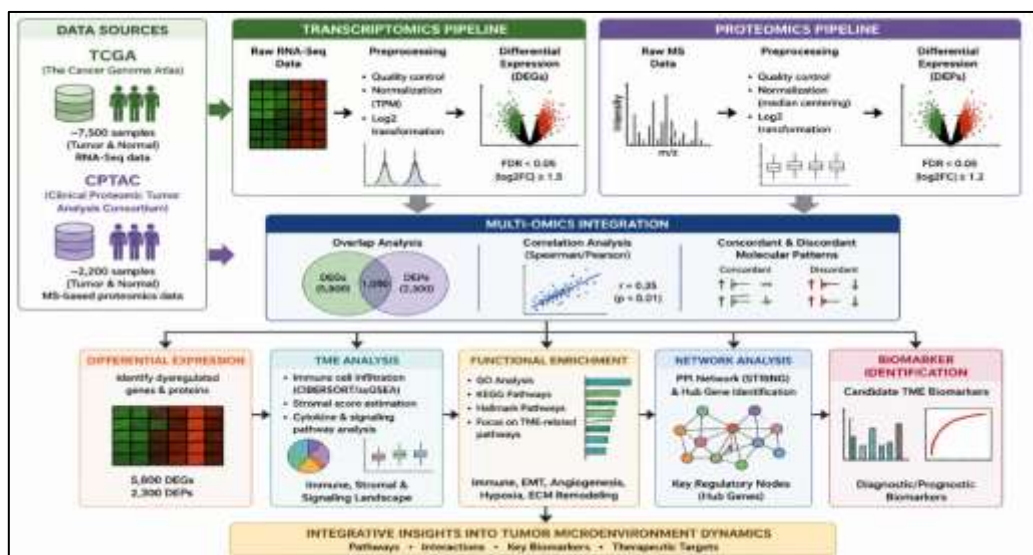 DATA SOURCES
TCGA
(The Cancer Genome Atlas)
~7,500 samples
(Tumor & Normal)
RNA-Seq data
CPTAC
(Clinical Proteomic Tumor
Analysis Consortium)
~2,200 samples
(Tumor & Normal)
MS-based proteomics data
TRANSCRIPTOMICS PIPELINE
Raw RNA-Seq
Data
Preprocessing
• Quality control
• Normalization
(TPM)
• Log2
transformation
Differential
Expression
(DEGs)
FDR < 0.05
PROTEOMICS PIPELINE
Raw MS
Data
Intensity
m/z
Preprocessing
• Quality control
• Normalization
(median centering)
• Log2
transformation
Differential
Expression
(DEPs)
FDR < 0.05
MULTI-OMICS INTEGRATION
Overlap Analysis
DEGs
DEPs
(2,300)
Correlation Analysis
(Spearman/Pearson)
(p < 0.01)
Concordant & Discordant
Molecular Patterns
Concordant
Discordant
DIFFERENTIAL EXPRESSION
Identify dysregulated
genes & proteins
DEGs
2,300 DEPs
TME ANALYSIS
• Immune cell infiltration
• Stromal score estimation
• Cytokine & signaling
pathway analysis
Immune, Stromal &
Signaling Landscape
FUNCTIONAL ENRICHMENT
• GO Analysis
• KEGG Pathways
• Hallmark Pathways
• Focus on TME-related
pathways
Immune, EMT, Angiogenesis,
Hypoxia, ECM Remodeling
NETWORK ANALYSIS
PPI Network (STRING)
& Hub Gene Identification
Key Regulatory Nodes
(Hub Genes)
BIOMARKER
IDENTIFICATION
Candidate TME Biomarkers
Diagnostic/Prognostic
Biomarkers
INTEGRATIVE INSIGHTS INTO TUMOR MICROENVIRONMENT DYNAMICS
Pathways • Interactions • Key Biomarkers • Therapeutic Targets